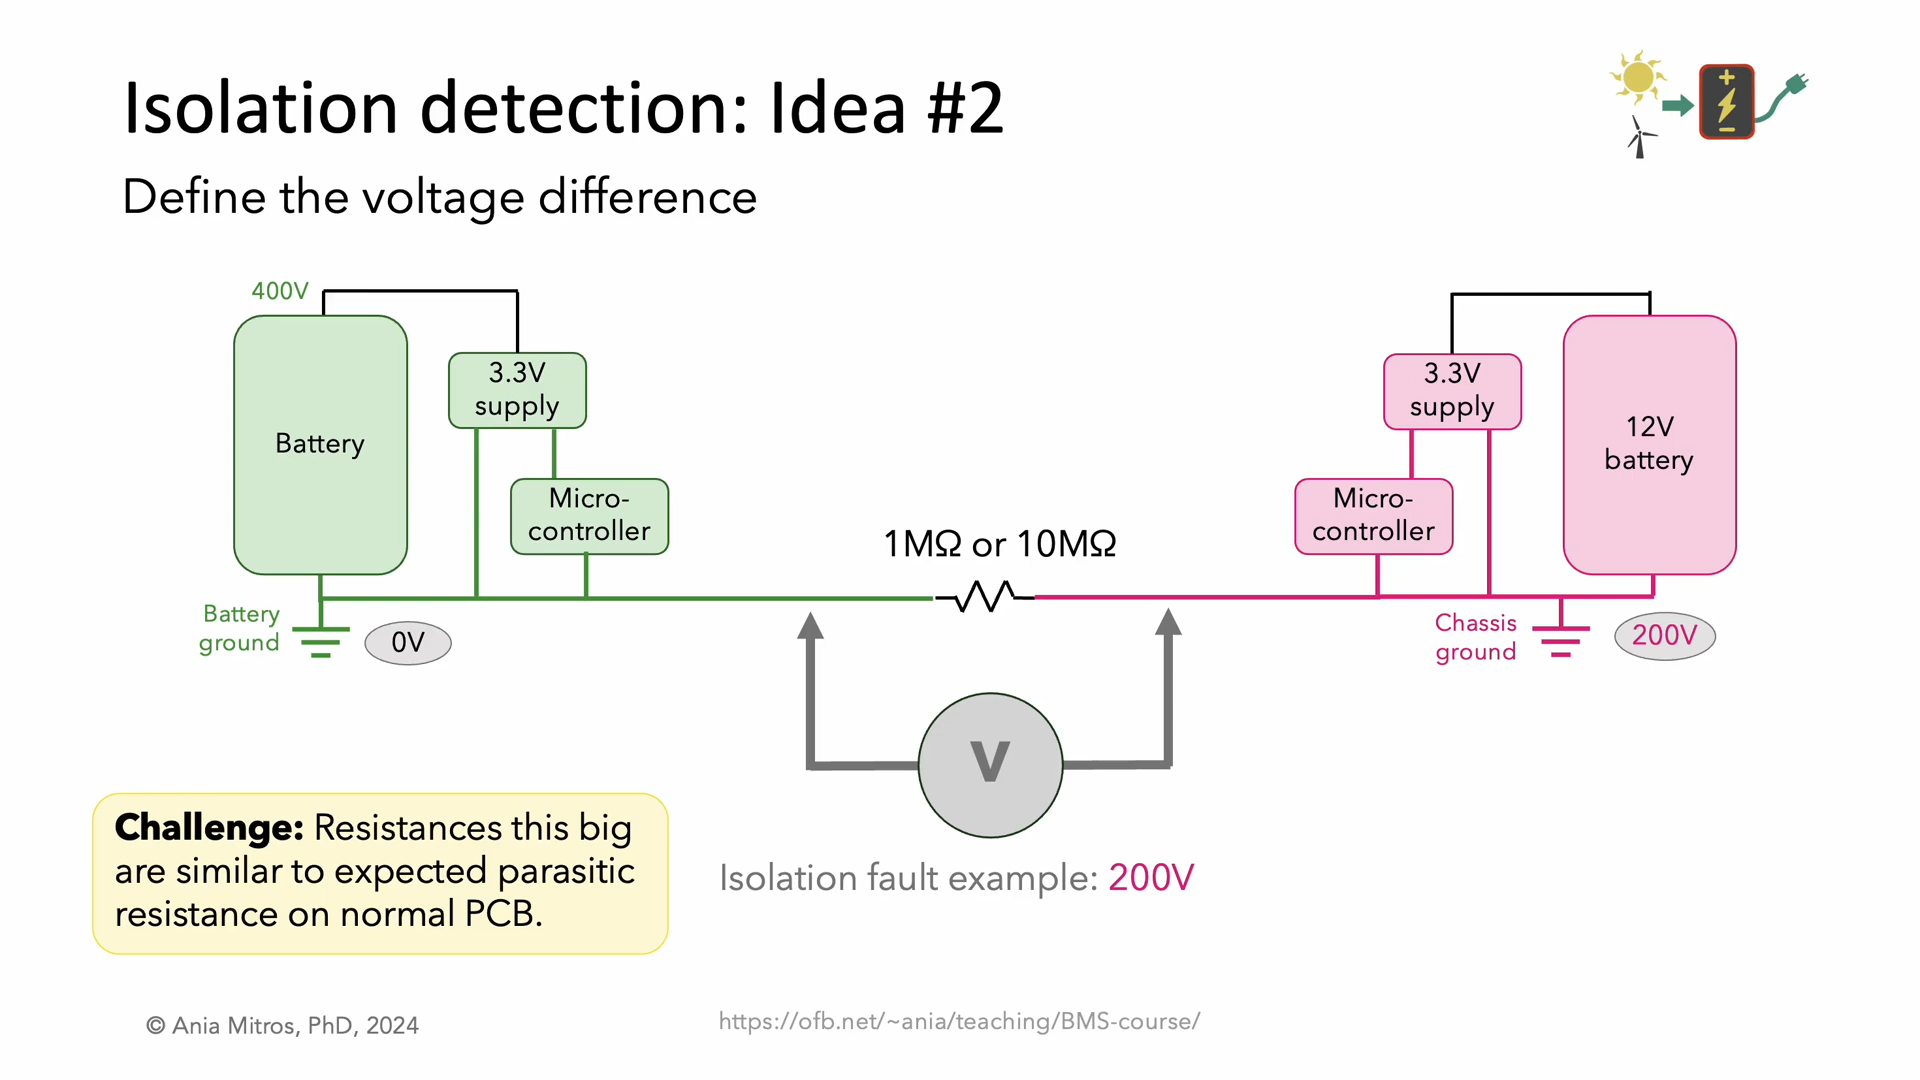 Isolation detection: Idea #2
Define the voltage difference
400V
Battery
3.3V
supply
Micro-
controller
Battery
ground
0V
1MΩ or 10MΩ
3.3V
supply
12V
battery
Micro-
controller
Chassis
ground
200V
V
Isolation fault example: 200V
Challenge: Resistances this big
are similar to expected parasitic
resistance on normal PCB.
© Ania Mitros, PhD, 2024
https://ofb.net/~ania/teaching/BMS-course/